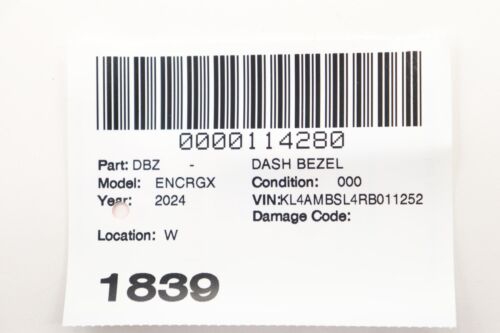 0000114280
Part: DBZ - DASH BEZEL
Model: ENCRGX Condition: 000
Year: 2024 VIN:KL4AMBSL4RB011252
Damage Code:
Location: W
1839